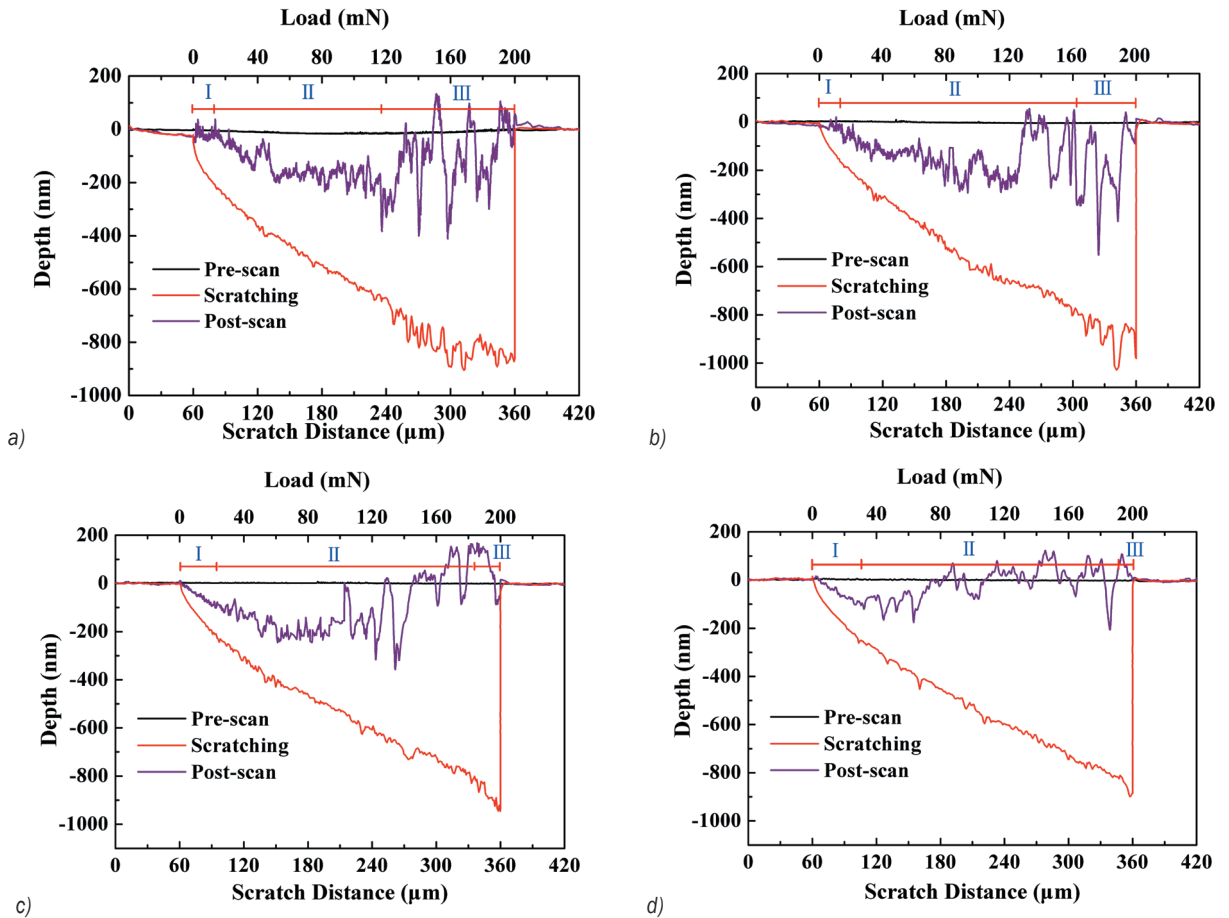 Load (mN)
0 40 80 120 160 200
200
0
-200
-400
-600
-800
-1000
Depth (nm)
I II III
Pre-scan
Scratching
Post-scan
0 60 120 180 240 300 360 420
Scratch Distance (µm)
a)
Load (mN)
0 40 80 120 160 200
200
0
-200
-400
-600
-800
-1000
Depth (nm)
I II III
Pre-scan
Scratching
Post-scan
0 60 120 180 240 300 360 420
Scratch Distance (µm)
b)
Load (mN)
0 40 80 120 160 200
200
0
-200
-400
-600
-800
-1000
Depth (nm)
I II III
Pre-scan
Scratching
Post-scan
0 60 120 180 240 300 360 420
Scratch Distance (µm)
c)
Load (mN)
0 40 80 120 160 200
200
0
-200
-400
-600
-800
-1000
Depth (nm)
I II III
Pre-scan
Scratching
Post-scan
0 60 120 180 240 300 360 420
Scratch Distance (µm)
d)